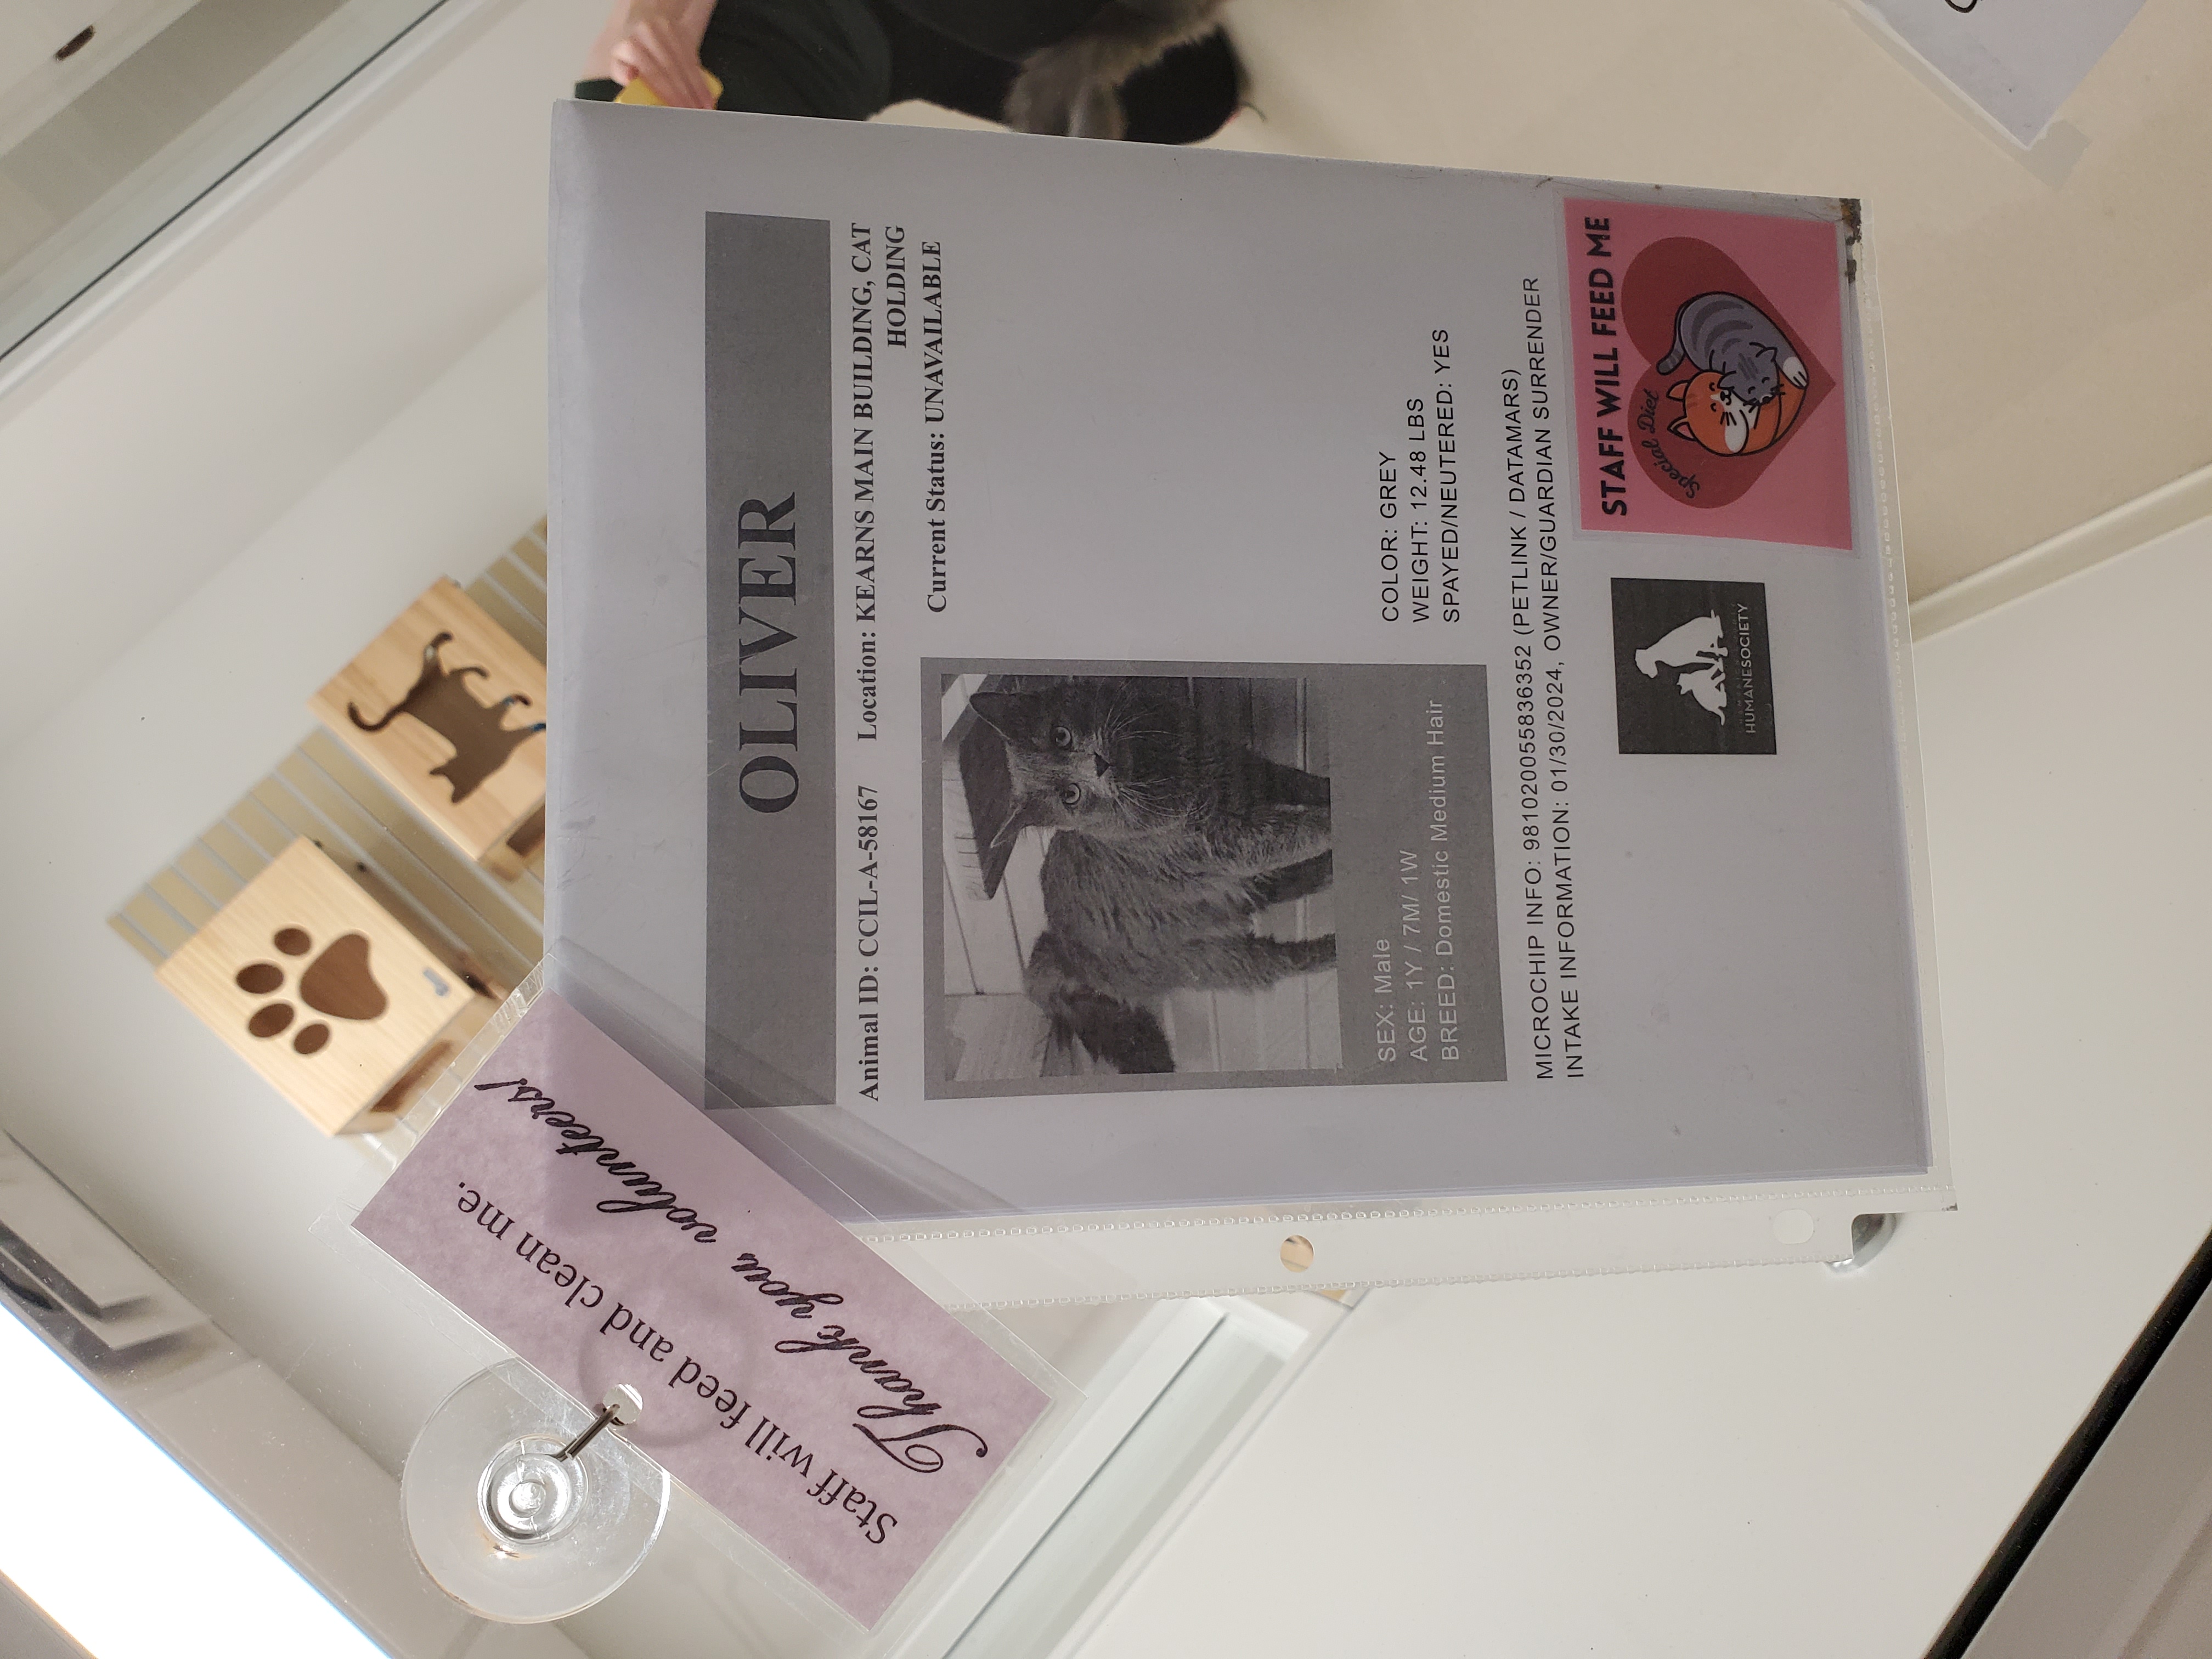 Staff will feed and clean me.
Thank you, volunteers!
OLIVER
Animal ID: CCIL-A-58167 Location: KEARNS MAIN BUILDING, CAT
HOLDING
Current Status: UNAVAILABLE
SEX: Male
AGE: 1Y / 7M/ 1W
BREED: Domestic Medium Hair
COLOR: GREY
WEIGHT: 12.48 LBS
SPAYED/NEUTERED: YES
MICROCHIP INFO: 981020055836352 (PETLINK / DATAMARS)
INTAKE INFORMATION: 01/30/2024, OWNER/GUARDIAN SURRENDER
HUMANESOCIETY
STAFF WILL FEED ME
Special Diet